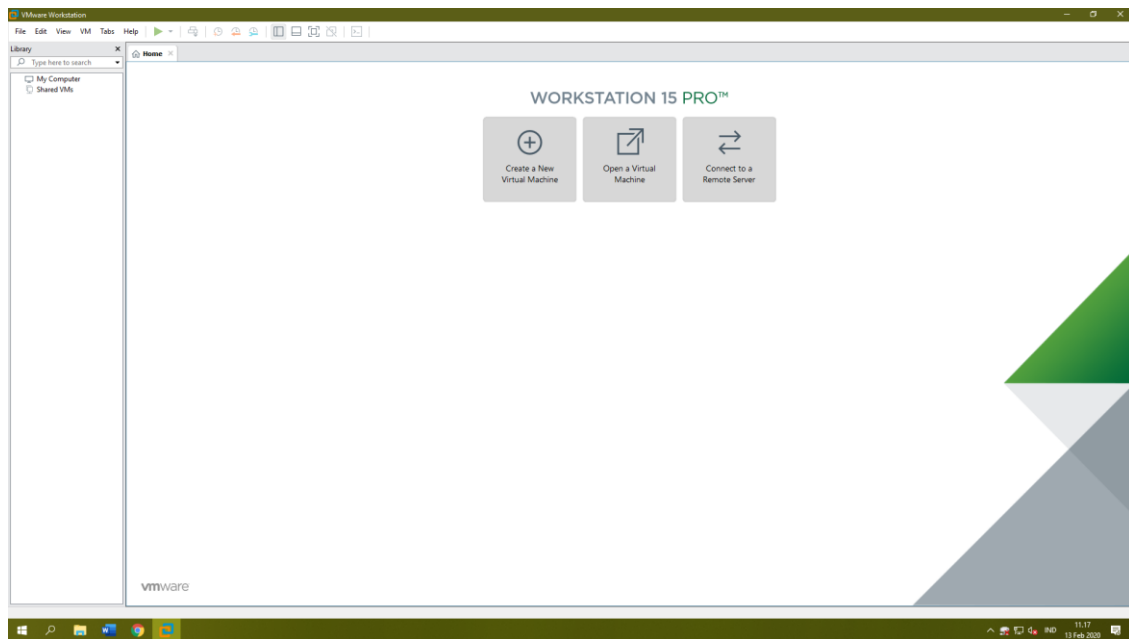 VMware Workstation
File Edit View VM Tabs Help
Library
Home
Type here to search
My Computer
Shared VMs
WORKSTATION 15 PRO™
Create a New
Virtual Machine
Open a Virtual
Machine
Connect to a
Remote Server
vmware
IND
11.17
13 Feb 2020